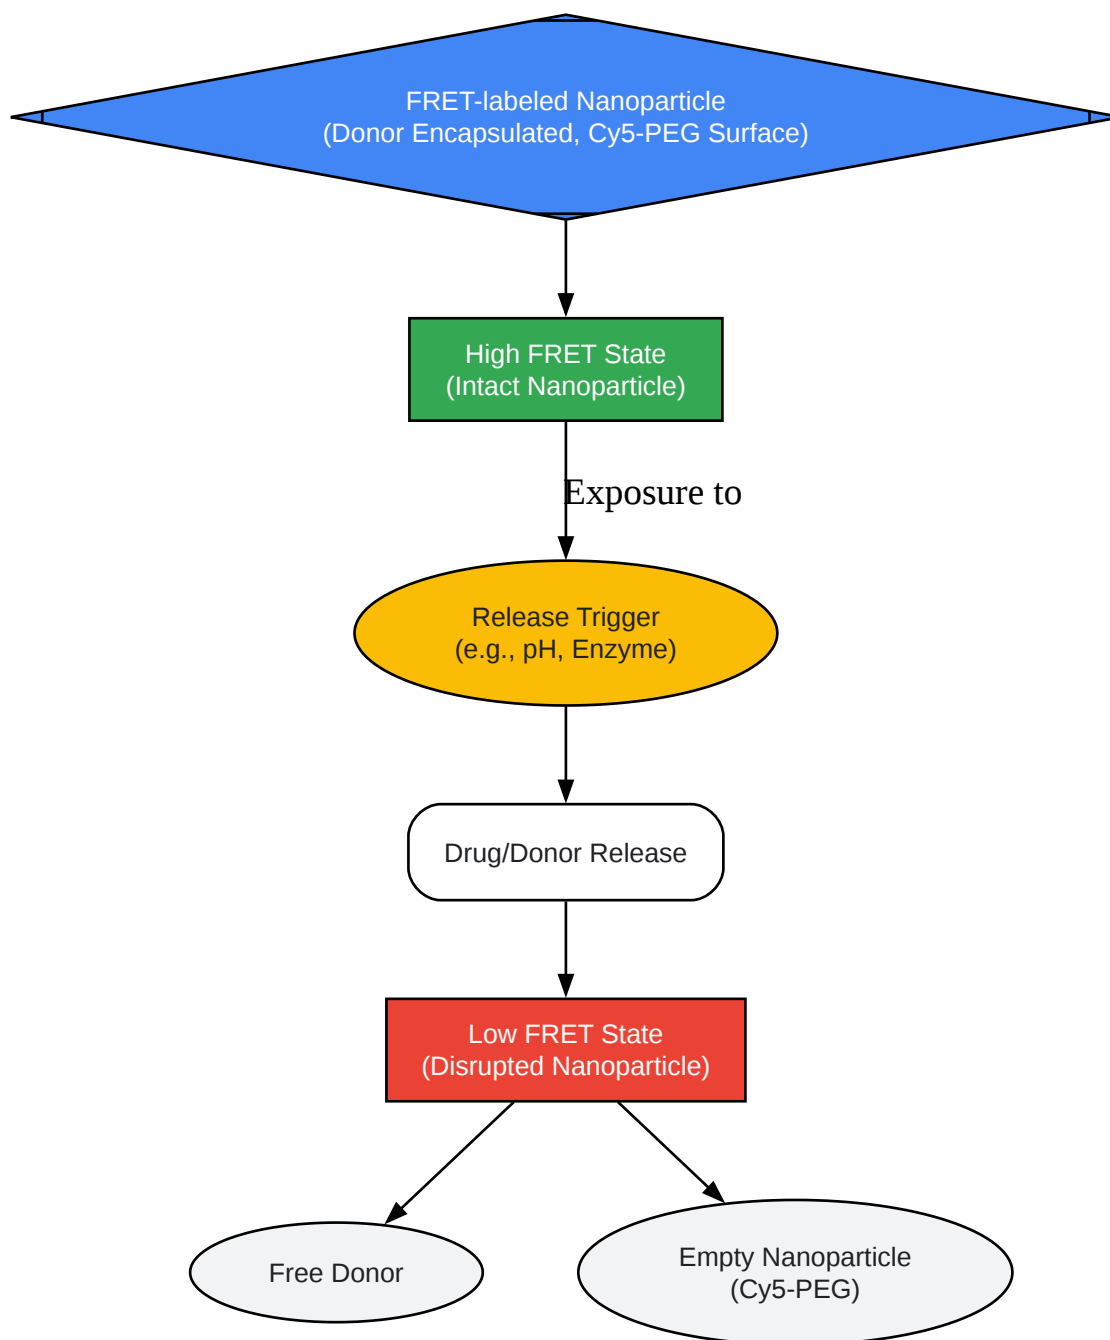 FRET-labeled Nanoparticle
(Donor Encapsulated, Cy5-PEG Surface)
High FRET State
(Intact Nanoparticle)
Exposure to
Release Trigger
(e.g., pH, Enzyme)
Drug/Donor Release
Low FRET State
(Disrupted Nanoparticle)
Free Donor
Empty Nanoparticle
(Cy5-PEG)